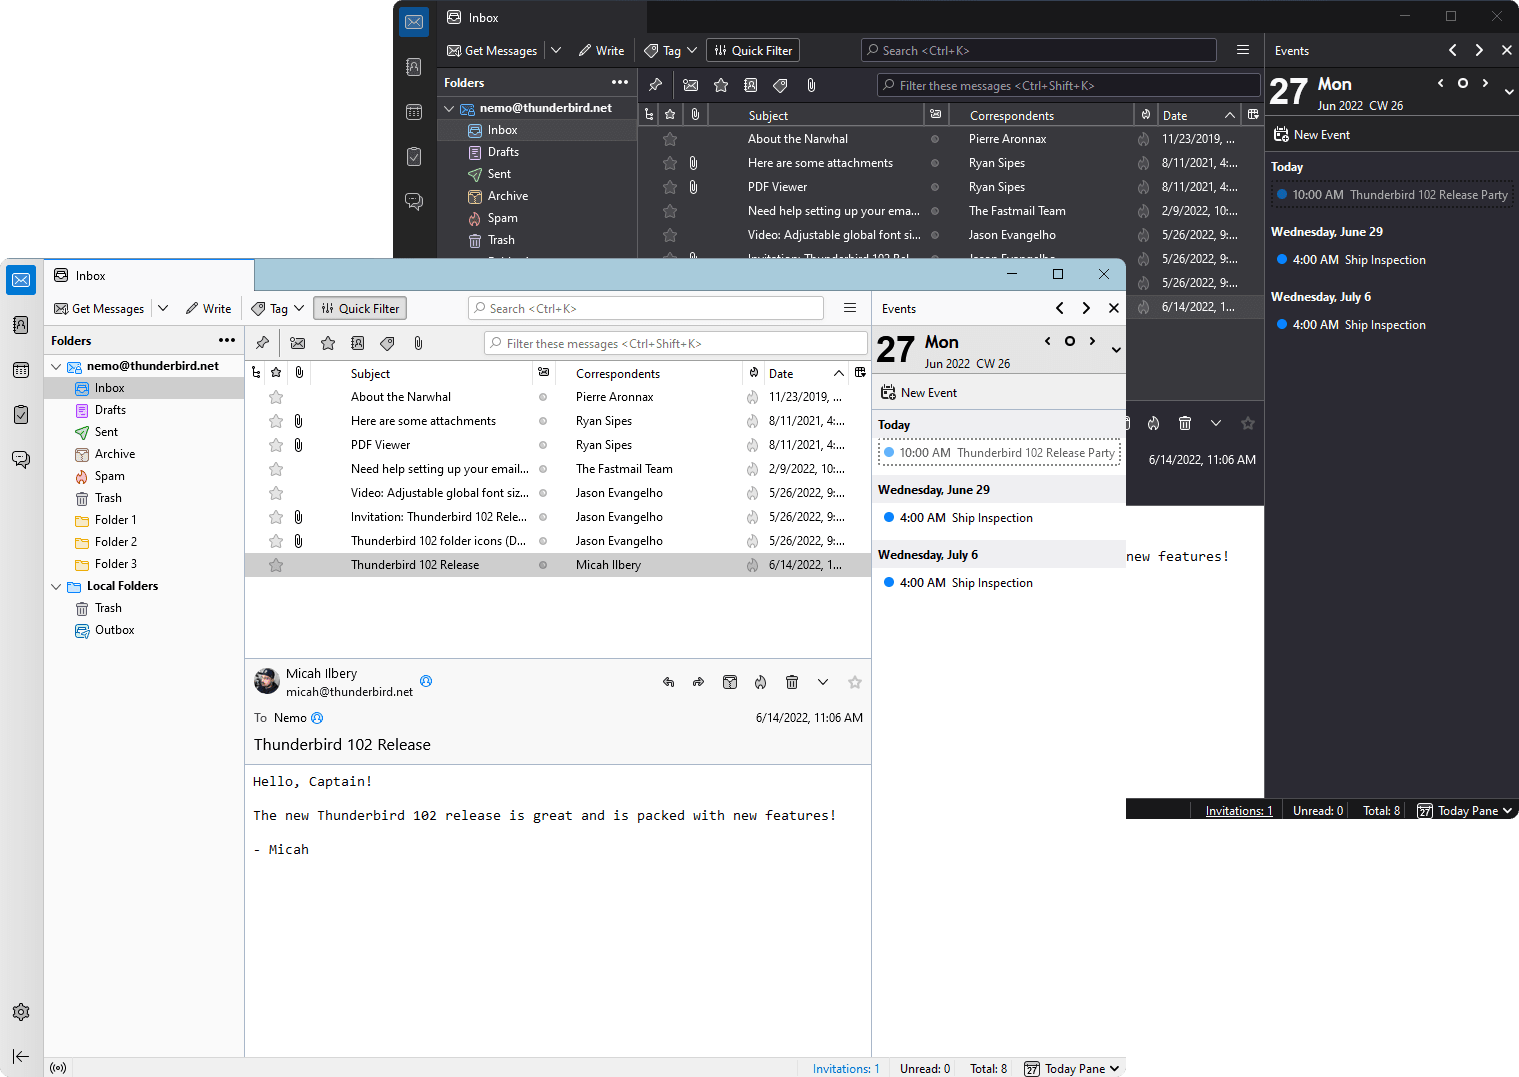 Inbox
Get Messages
Write
Tag
Quick Filter
Search <Ctrl+K>
Events
Folders
Filter these messages <Ctrl+Shift+K>
27
Mon
Jun 2022 CW 26
nemo@thunderbird.net
Subject
Correspondents
Date
New Event
Inbox
About the Narwhal
Pierre Aronnax
11/23/2019, ...
Drafts
Here are some attachments
Ryan Sipes
8/11/2021, 4:...
Today
Sent
PDF Viewer
Ryan Sipes
8/11/2021, 4:...
10:00 AM Thunderbird 102 Release Party
Archive
Need help setting up your ema...
The Fastmail Team
2/9/2022, 10:...
Spam
Video: Adjustable global font si...
Jason Evangelho
5/26/2022, 9:...
Wednesday, June 29
Trash
5/26/2022, 9:...
4:00 AM Ship Inspection
5/26/2022, 9:...
Wednesday, July 6
6/14/2022, 1...
4:00 AM Ship Inspection
6/14/2022, 11:06 AM
new features!
Invitations: 1
Unread: 0
Total: 8
27
Today Pane
Inbox
Get Messages
Write
Tag
Quick Filter
Search <Ctrl+K>
Events
Folders
Filter these messages <Ctrl+Shift+K>
27
Mon
Jun 2022 CW 26
nemo@thunderbird.net
Inbox
Drafts
Sent
Archive
Spam
Trash
Folder 1
Folder 2
Folder 3
Local Folders
Trash
Outbox
Subject
Correspondents
Date
About the Narwhal
Pierre Aronnax
11/23/2019, ...
Here are some attachments
Ryan Sipes
8/11/2021, 4:...
PDF Viewer
Ryan Sipes
8/11/2021, 4:...
Need help setting up your email...
The Fastmail Team
2/9/2022, 10:...
Video: Adjustable global font siz...
Jason Evangelho
5/26/2022, 9:...
Invitation: Thunderbird 102 Rele...
Jason Evangelho
5/26/2022, 9:...
Thunderbird 102 folder icons (D...
Jason Evangelho
5/26/2022, 9:...
Thunderbird 102 Release
Micah Ilbery
6/14/2022, 1...
New Event
Today
10:00 AM Thunderbird 102 Release Party
Wednesday, June 29
4:00 AM Ship Inspection
Wednesday, July 6
4:00 AM Ship Inspection
Micah Ilbery
micah@thunderbird.net
To Nemo
6/14/2022, 11:06 AM
Thunderbird 102 Release
Hello, Captain!
The new Thunderbird 102 release is great and is packed with new features!
- Micah
Invitations: 1
Unread: 0
Total: 8
27
Today Pane